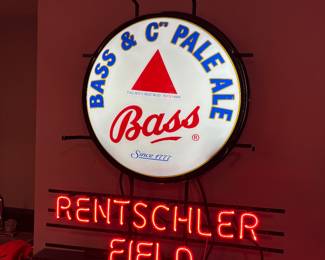 BASS & Co's PALE ALE
Bass ®
Since 1777
RENTSCHLER
FIELD